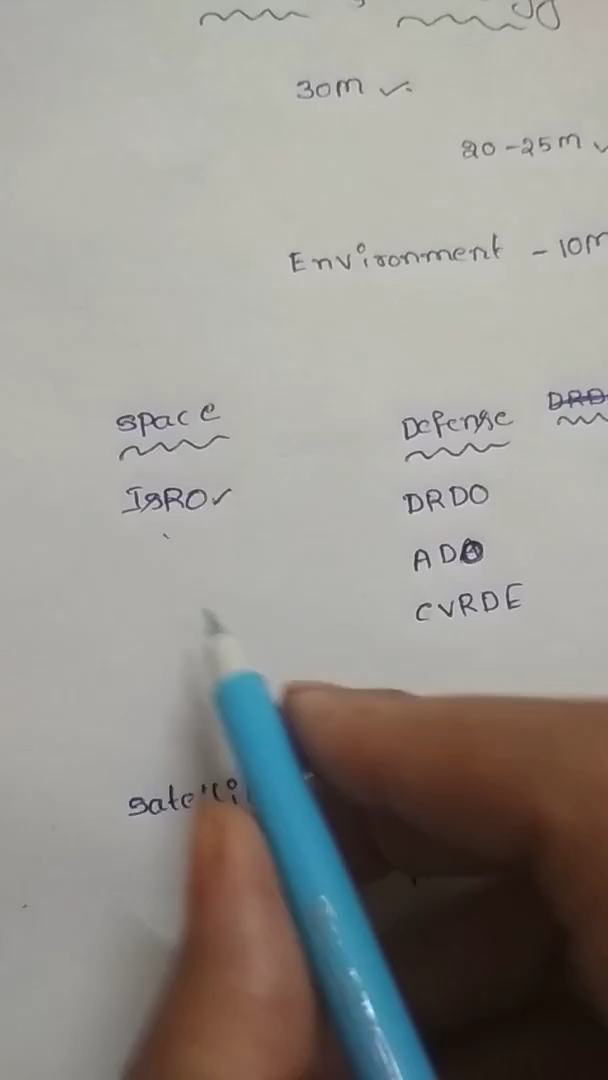 30m ✓
20-25m ✓
Environment - 10m
Space
Defense
ISRO ✓
DRDO
ADA
CVRDE